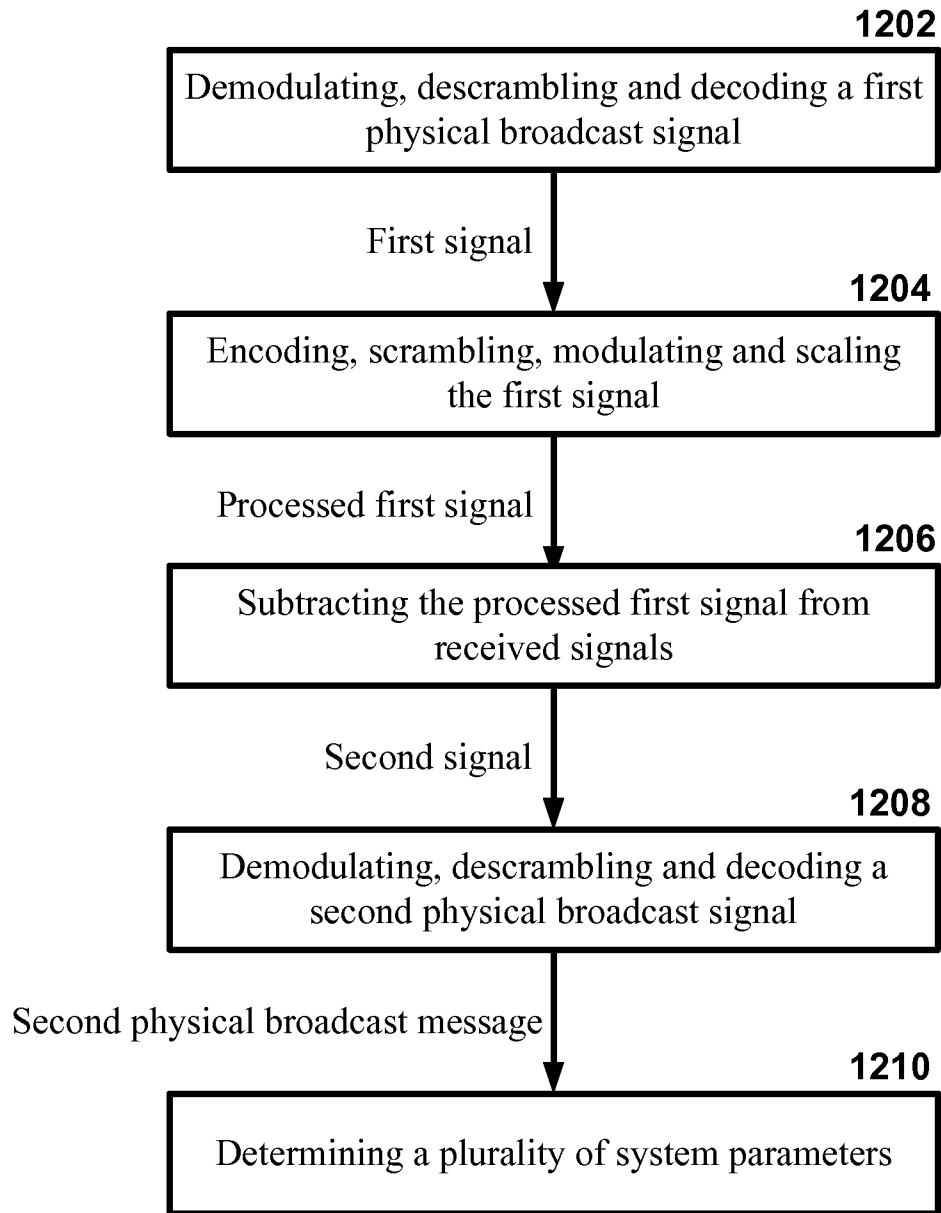 1202
Demodulating, descrambling and decoding a first
physical broadcast signal
First signal
1204
Encoding, scrambling, modulating and scaling
the first signal
Processed first signal
1206
Subtracting the processed first signal from
received signals
Second signal
1208
Demodulating, descrambling and decoding a
second physical broadcast signal
Second physical broadcast message
1210
Determining a plurality of system parameters